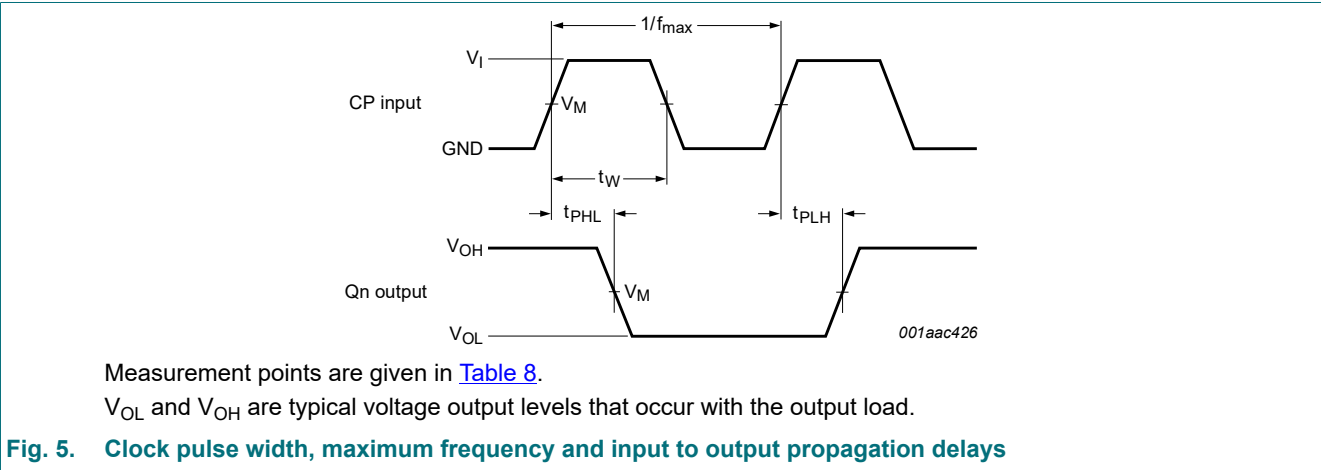 1/fmax
VI
CP input
VM
GND
tW
tPHL
tPLH
VOH
Qn output
VM
VOL
001aac426
Measurement points are given in Table 8.
VOL and VOH are typical voltage output levels that occur with the output load.
Fig. 5. Clock pulse width, maximum frequency and input to output propagation delays